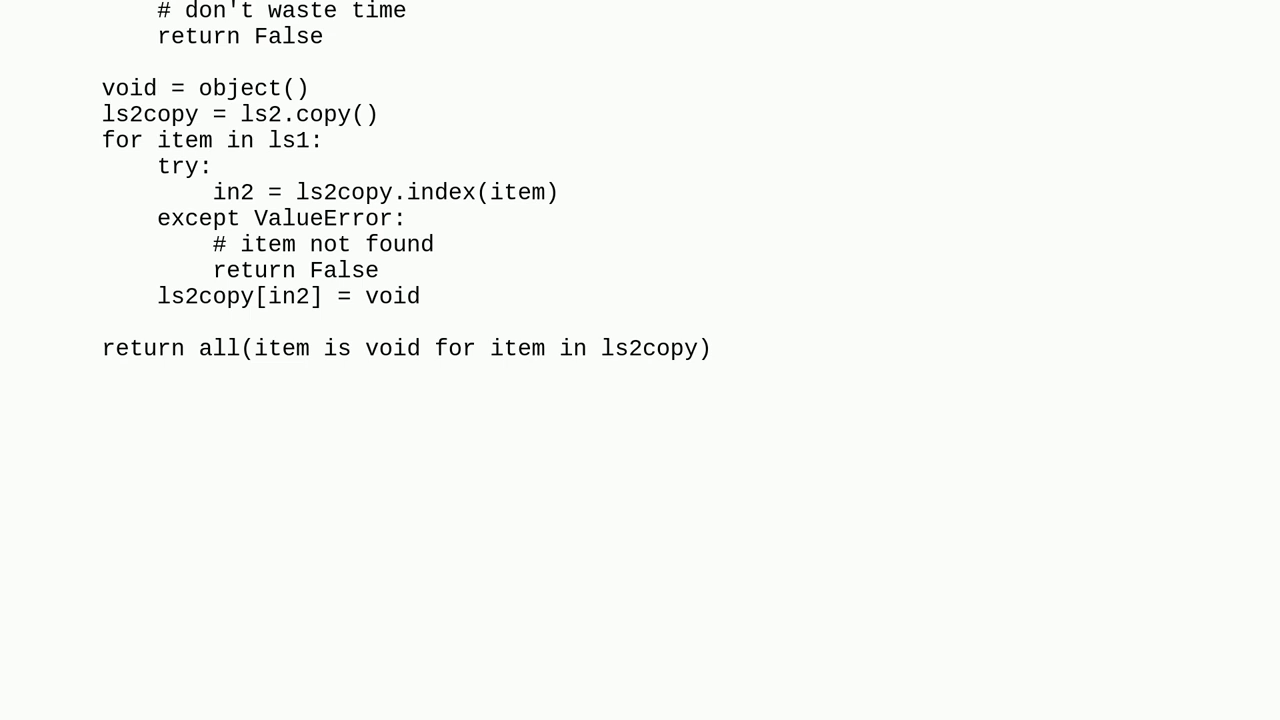 # don't waste time
return False
void = object()
ls2copy = ls2.copy()
for item in ls1:
try:
in2 = ls2copy.index(item)
except ValueError:
# item not found
return False
ls2copy[in2] = void
return all(item is void for item in ls2copy)